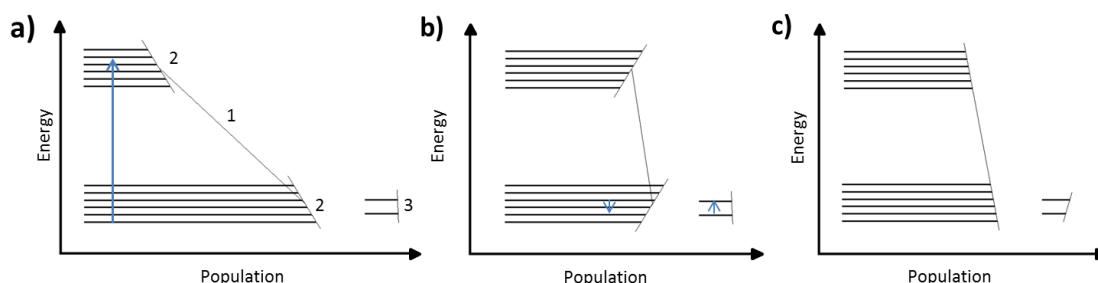 a)
2
1
2
3
Energy
Population
b)
Energy
Population
c)
Energy
Population